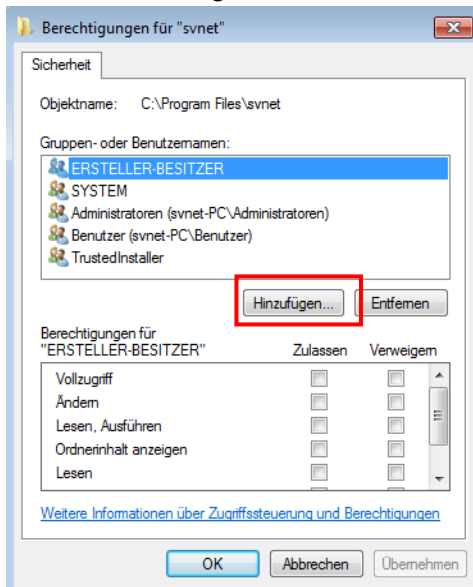 Berechtigungen für "svnet"
Sicherheit
Objektname: C:\Program Files\svnet
Gruppen- oder Benutzernamen:
ERSTELLER-BESITZER
SYSTEM
Administratoren (svnet-PC\Administratoren)
Benutzer (svnet-PC\Benutzer)
TrustedInstaller
Hinzufügen... Entfernen
Berechtigungen für
"ERSTELLER-BESITZER" Zulassen Verweigern
Vollzugriff
Ändern
Lesen, Ausführen
Ordnerinhalt anzeigen
Lesen
Weitere Informationen über Zugriffssteuerung und Berechtigungen
OK Abbrechen Übernehmen